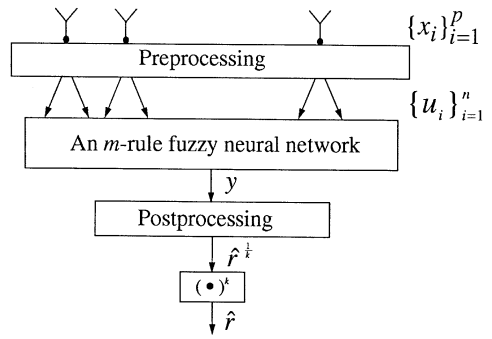 {x_i}_{i=1}^{p}
Preprocessing
{u_i}_{i=1}^{n}
An m-rule fuzzy neural network
y
Postprocessing
r̂^{1/k}
(•)^k
r̂